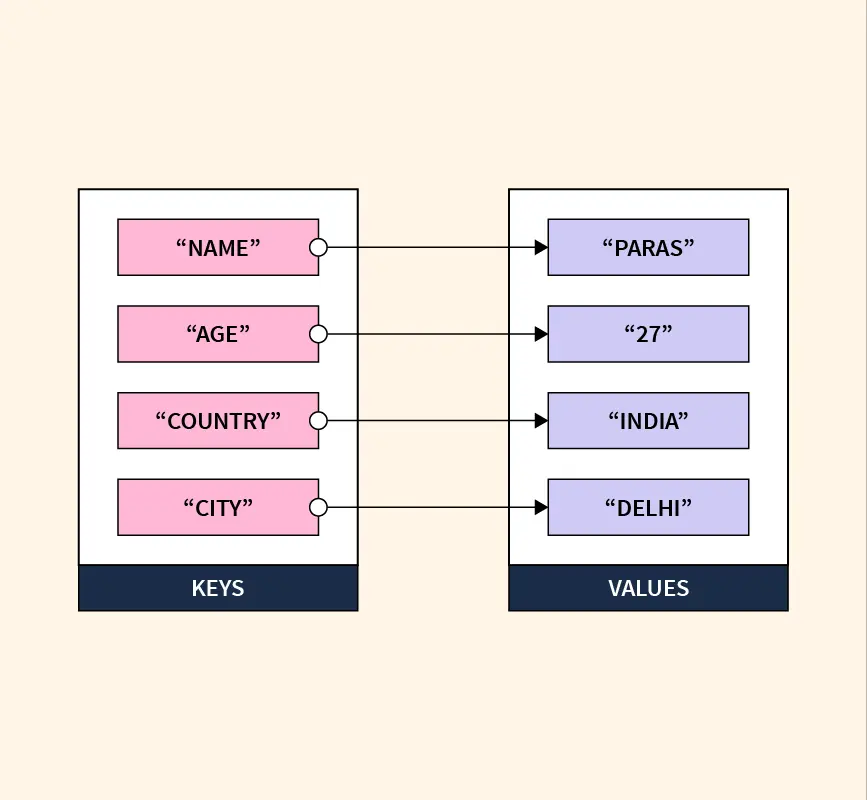 “NAME”
“PARAS”
“AGE”
“27”
“COUNTRY”
“INDIA”
“CITY”
“DELHI”
KEYS
VALUES